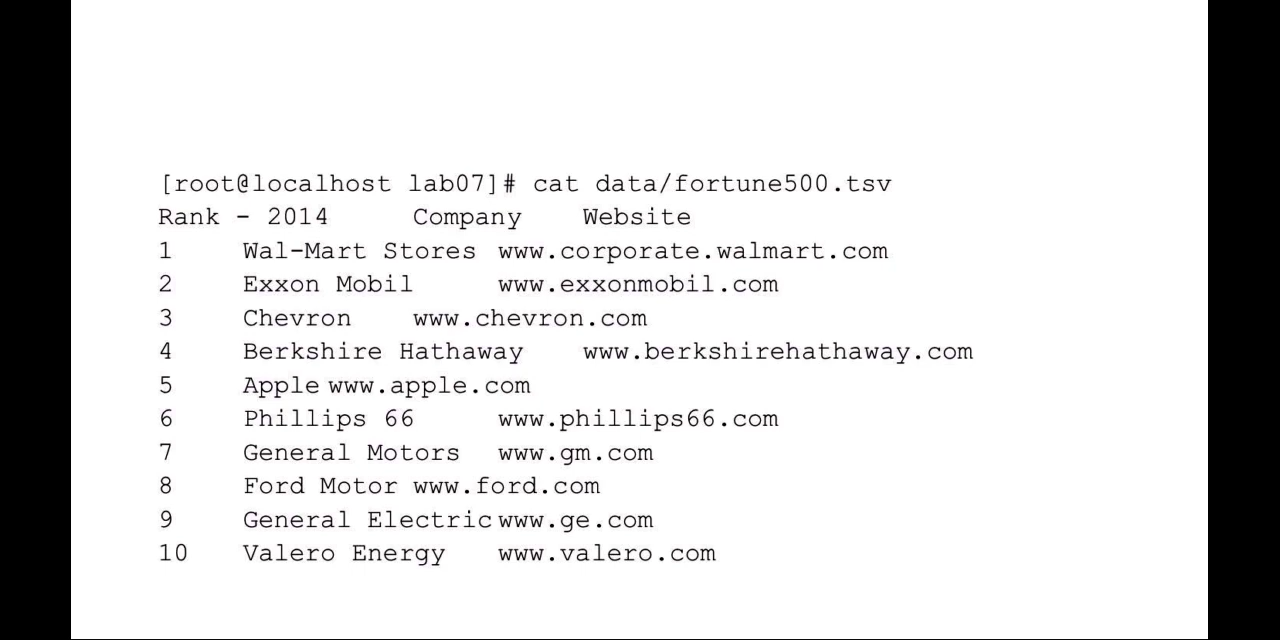 [root@localhost lab07]# cat data/fortune500.tsv
Rank - 2014 Company Website
1 Wal-Mart Stores www.corporate.walmart.com
2 Exxon Mobil www.exxonmobil.com
3 Chevron www.chevron.com
4 Berkshire Hathaway www.berkshirehathaway.com
5 Apple www.apple.com
6 Phillips 66 www.phillips66.com
7 General Motors www.gm.com
8 Ford Motor www.ford.com
9 General Electric www.ge.com
10 Valero Energy www.valero.com